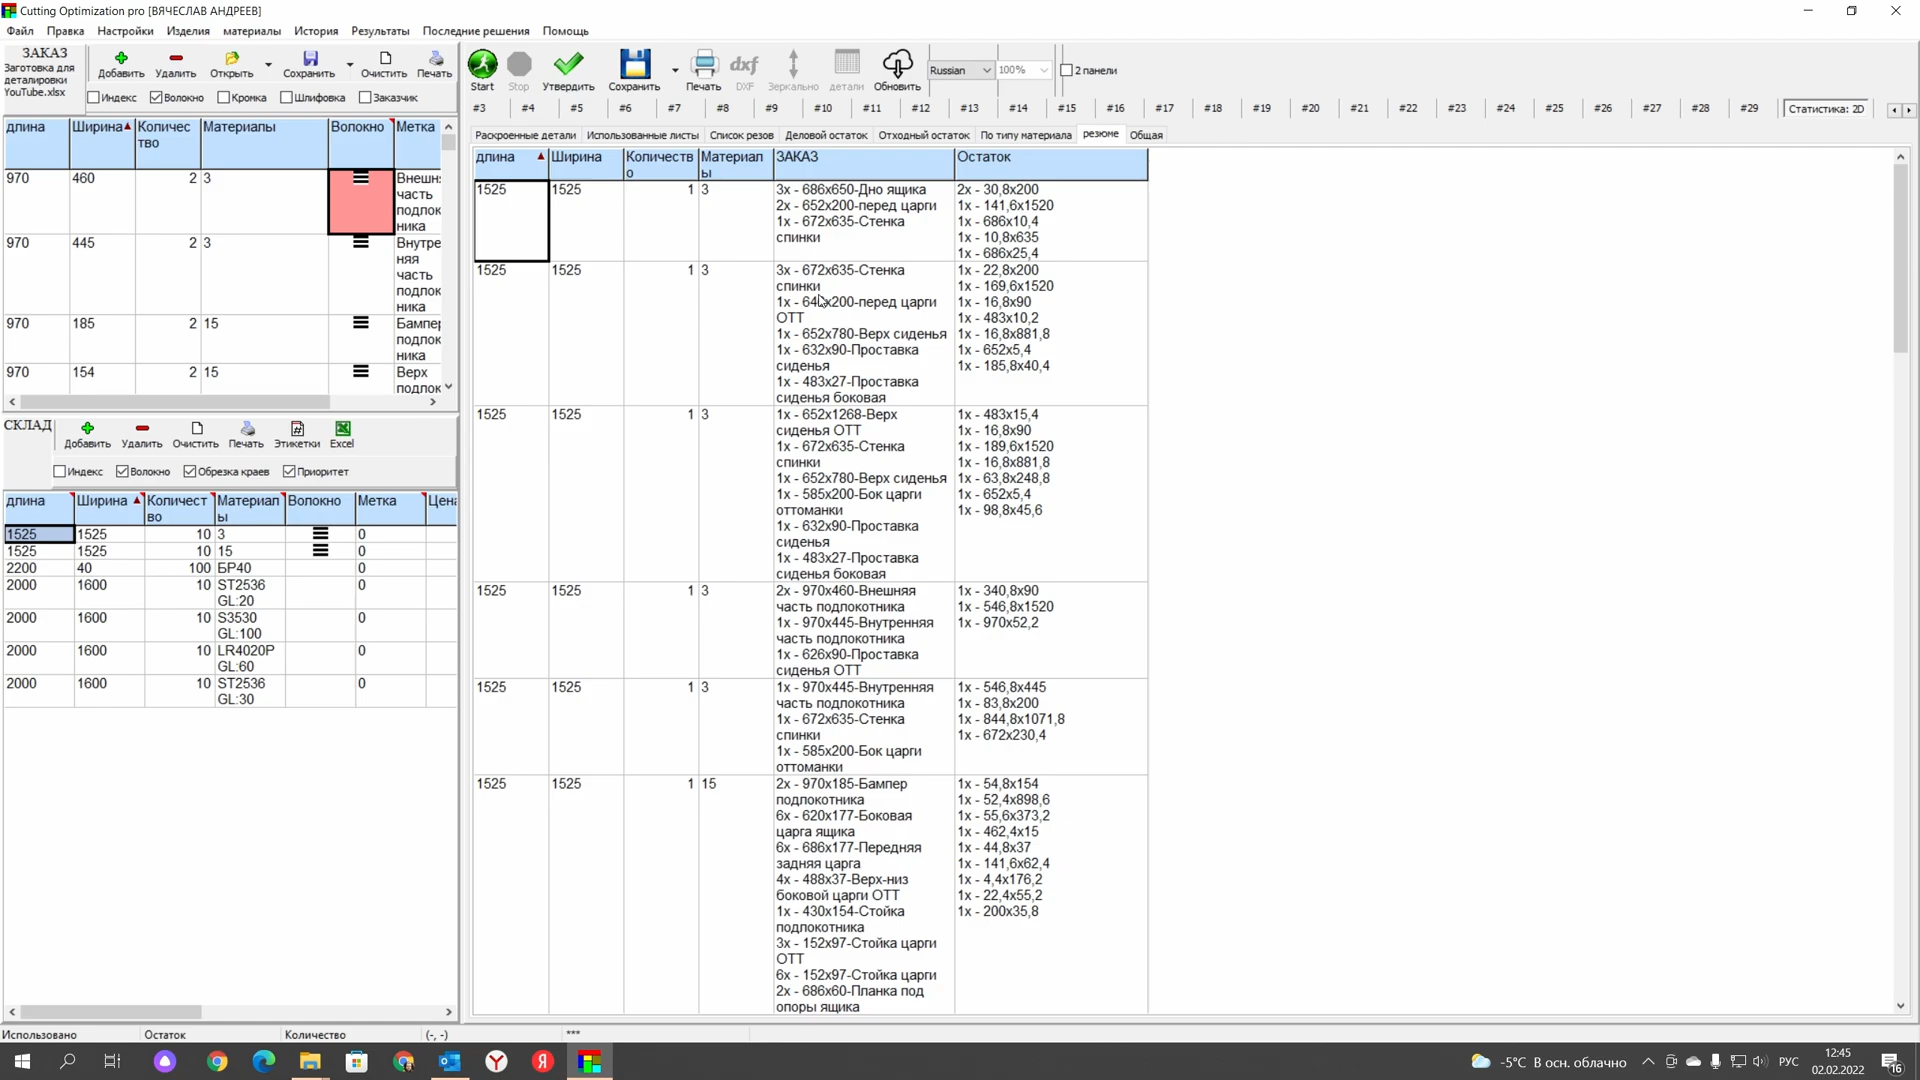 Cutting Optimization pro [ВЯЧЕСЛАВ АНДРЕЕВ]
Файл Правка Настройки Изделия материалы История Результаты Последние решения Помощь
ЗАКАЗ
Заготовка для деталировки YouTube.xlsx
Добавить Удалить Открыть Сохранить Очистить Печать
Индекс Волокно Кромка Шлифовка Заказчик
Start Stop Утвердить Сохранить Печать DXF Зеркально детали Обновить Russian 100% 2 панели
#3 #4 #5 #6 #7 #8 #9 #10 #11 #12 #13 #14 #15 #16 #17 #18 #19 #20 #21 #22 #23 #24 #25 #26 #27 #28 #29 Статистика: 2D
Раскроенные детали Использованные листы Список резов Деловой остаток Отходный остаток По типу материала резюме Общая
длина Ширина Количество Материалы Волокно Метка
970 460 2 3 Внешн
часть
подлок
ника
970 445 2 3 Внутре
няя
часть
подлок
ника
970 185 2 15 Бампер
подлок
ника
970 154 2 15 Верх
подлок
СКЛАД
Добавить Удалить Очистить Печать Этикетки Excel
Индекс Волокно Обрезка краев Приоритет
длина Ширина Количество Материалы Волокно Метка Цена
1525 1525 10 3 0
1525 1525 10 15 0
2200 40 100 БР40 0
2000 1600 10 ST2536 GL:20 0
2000 1600 10 S3530 GL:100 0
2000 1600 10 LR4020P GL:60 0
2000 1600 10 ST2536 GL:30 0
длина Ширина Количество Материалы ЗАКАЗ Остаток
1525 1525 1 3
3x - 686x650-Дно ящика
2x - 652x200-перед царги
1x - 672x635-Стенка
спинки
2x - 30,8x200
1x - 141,6x1520
1x - 686x10,4
1x - 10,8x635
1x - 686x25,4
1525 1525 1 3
3x - 672x635-Стенка
спинки
x200-перед царги
ОТТ
1x - 652x780-Верх сиденья
1x - 632x90-Проставка
сиденья
1x - 483x27-Проставка
сиденья боковая
1x - 22,8x200
1x - 169,6x1520
1x - 16,8x90
1x - 483x10,2
1x - 16,8x881,8
1x - 652x5,4
1x - 185,8x40,4
1525 1525 1 3
1x - 652x1268-Верх
сиденья ОТТ
1x - 672x635-Стенка
спинки
1x - 652x780-Верх сиденья
1x - 585x200-Бок царги
оттоманки
1x - 632x90-Проставка
сиденья
1x - 483x27-Проставка
сиденья боковая
1x - 483x15,4
1x - 16,8x90
1x - 189,6x1520
1x - 16,8x881,8
1x - 63,8x248,8
1x - 652x5,4
1x - 98,8x45,6
1525 1525 1 3
2x - 970x460-Внешняя
часть подлокотника
1x - 970x445-Внутренняя
часть подлокотника
1x - 626x90-Проставка
сиденья ОТТ
1x - 340,8x90
1x - 546,8x1520
1x - 970x52,2
1525 1525 1 3
1x - 970x445-Внутренняя
часть подлокотника
1x - 672x635-Стенка
спинки
1x - 585x200-Бок царги
оттоманки
1x - 546,8x445
1x - 83,8x200
1x - 844,8x1071,8
1x - 672x230,4
1525 1525 1 15
2x - 970x185-Бампер
подлокотника
6x - 620x177-Боковая
царга ящика
6x - 686x177-Передняя
задняя царга
4x - 488x37-Верх-низ
боковой царги ОТТ
1x - 430x154-Стойка
подлокотника
3x - 152x97-Стойка царги
ОТТ
6x - 152x97-Стойка царги
2x - 686x60-Планка под
опоры ящика
1x - 54,8x154
1x - 52,4x898,6
1x - 55,6x373,2
1x - 462,4x15
1x - 44,8x37
1x - 141,6x62,4
1x - 4,4x176,2
1x - 22,4x55,2
1x - 200x35,8
Использовано Остаток Количество (-, -) ***
-5°C В осн. облачно РУС 12:45
02.02.2022
16